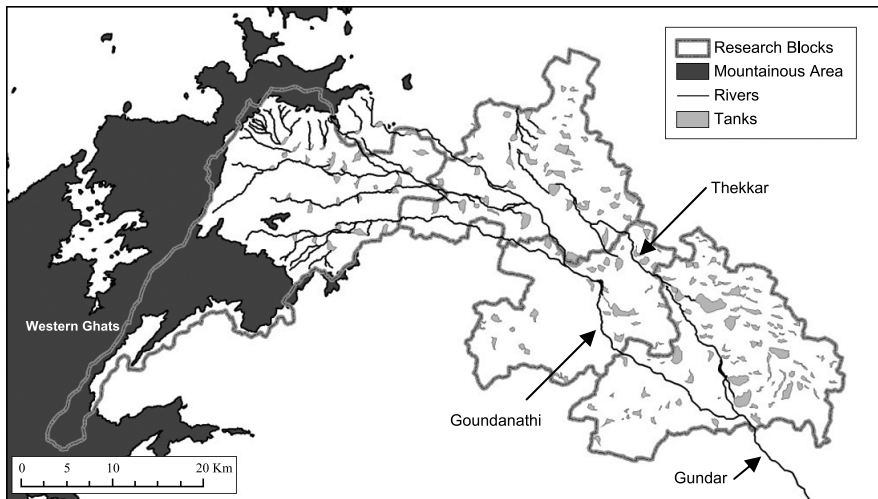 Research Blocks
Mountainous Area
Rivers
Tanks
Thekkar
Western Ghats
Goundanathi
Gundar
0 5 10 20 Km